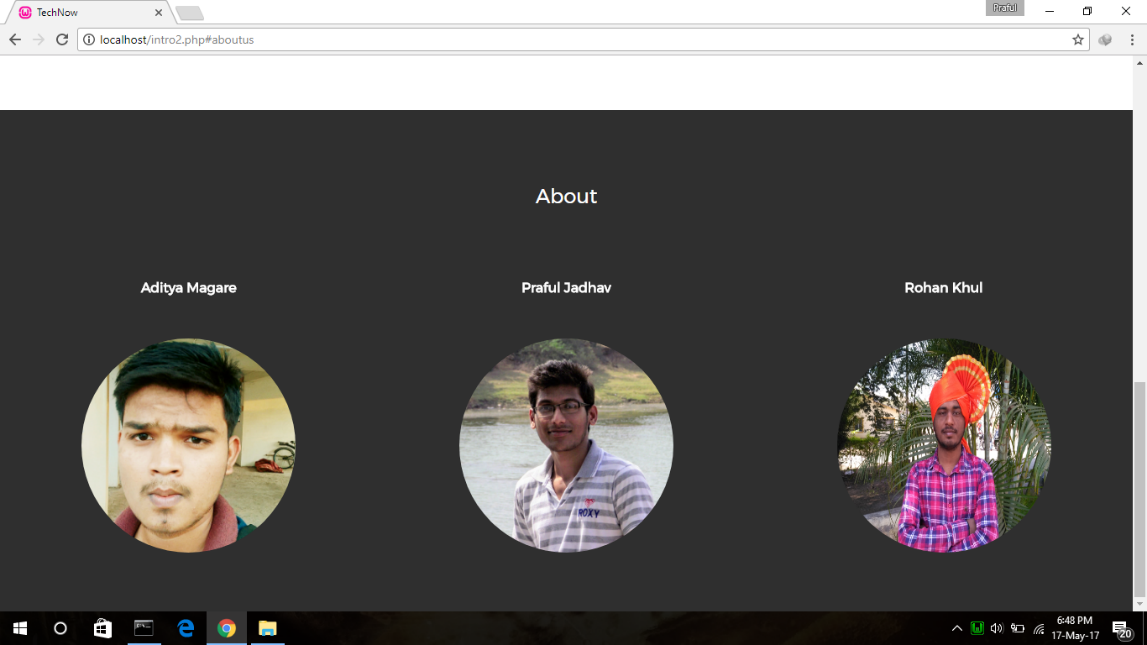 TechNow
Praful
localhost/intro2.php#aboutus
About
Aditya Magare
Praful Jadhav
Rohan Khul
ROXY
6:48 PM
17-May-17
20